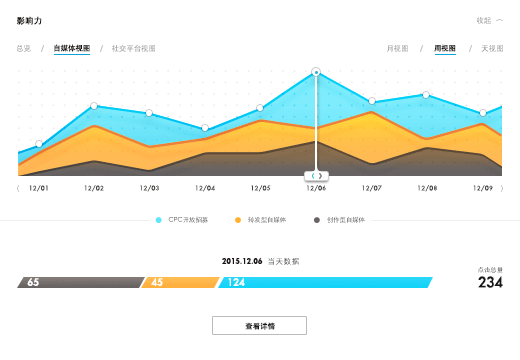 影响力
收起
总览 / 自媒体视图 / 社交平台视图
月视图 / 周视图 / 天视图
12/01 12/02 12/03 12/04 12/05 12/06 12/07 12/08 12/09
CPC开放招募 转发型自媒体 创作型自媒体
2015.12.06 当天数据
点击总量
65 45 124 234
查看详情